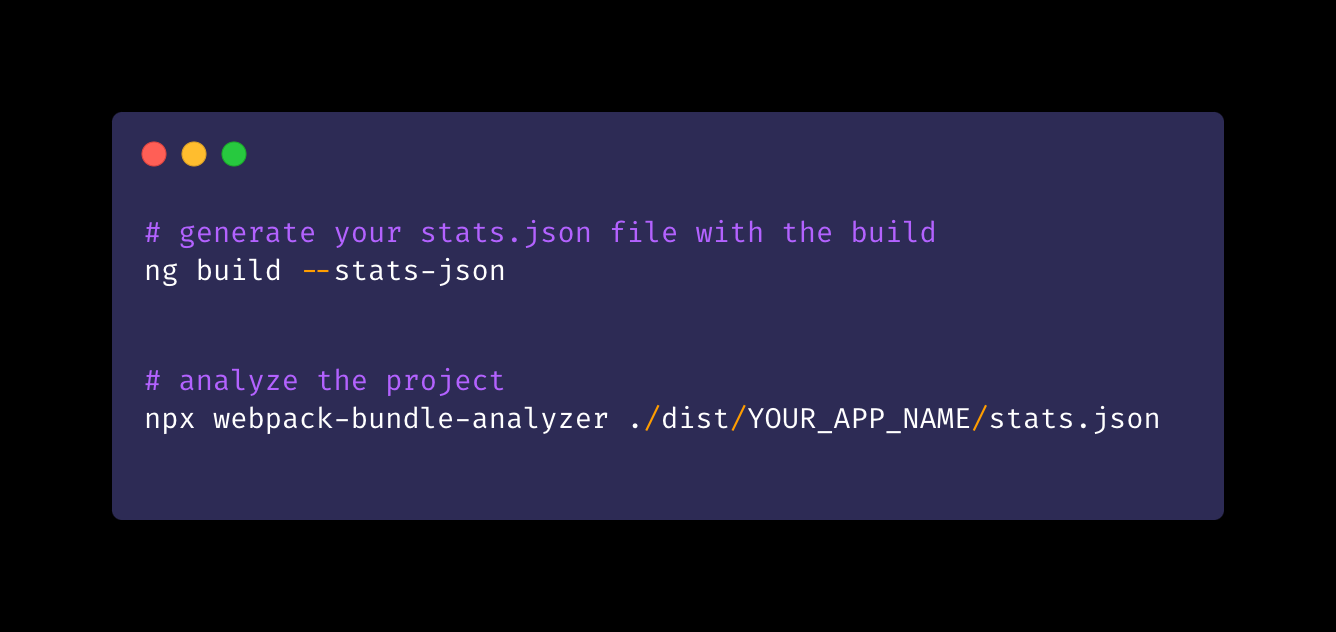 # generate your stats.json file with the build
ng build --stats-json
# analyze the project
npx webpack-bundle-analyzer ./dist/YOUR_APP_NAME/stats.json